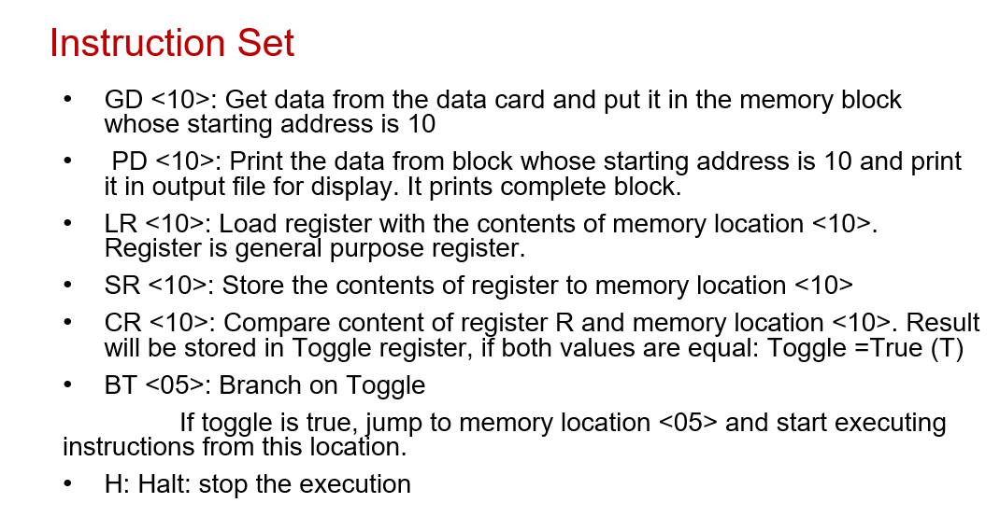 Instruction Set
• GD <10>: Get data from the data card and put it in the memory block
whose starting address is 10
• PD <10>: Print the data from block whose starting address is 10 and print
it in output file for display. It prints complete block.
• LR <10>: Load register with the contents of memory location <10>.
Register is general purpose register.
• SR <10>: Store the contents of register to memory location <10>
• CR <10>: Compare content of register R and memory location <10>. Result
will be stored in Toggle register, if both values are equal: Toggle =True (T)
• BT <05>: Branch on Toggle
If toggle is true, jump to memory location <05> and start executing
instructions from this location.
• H: Halt: stop the execution